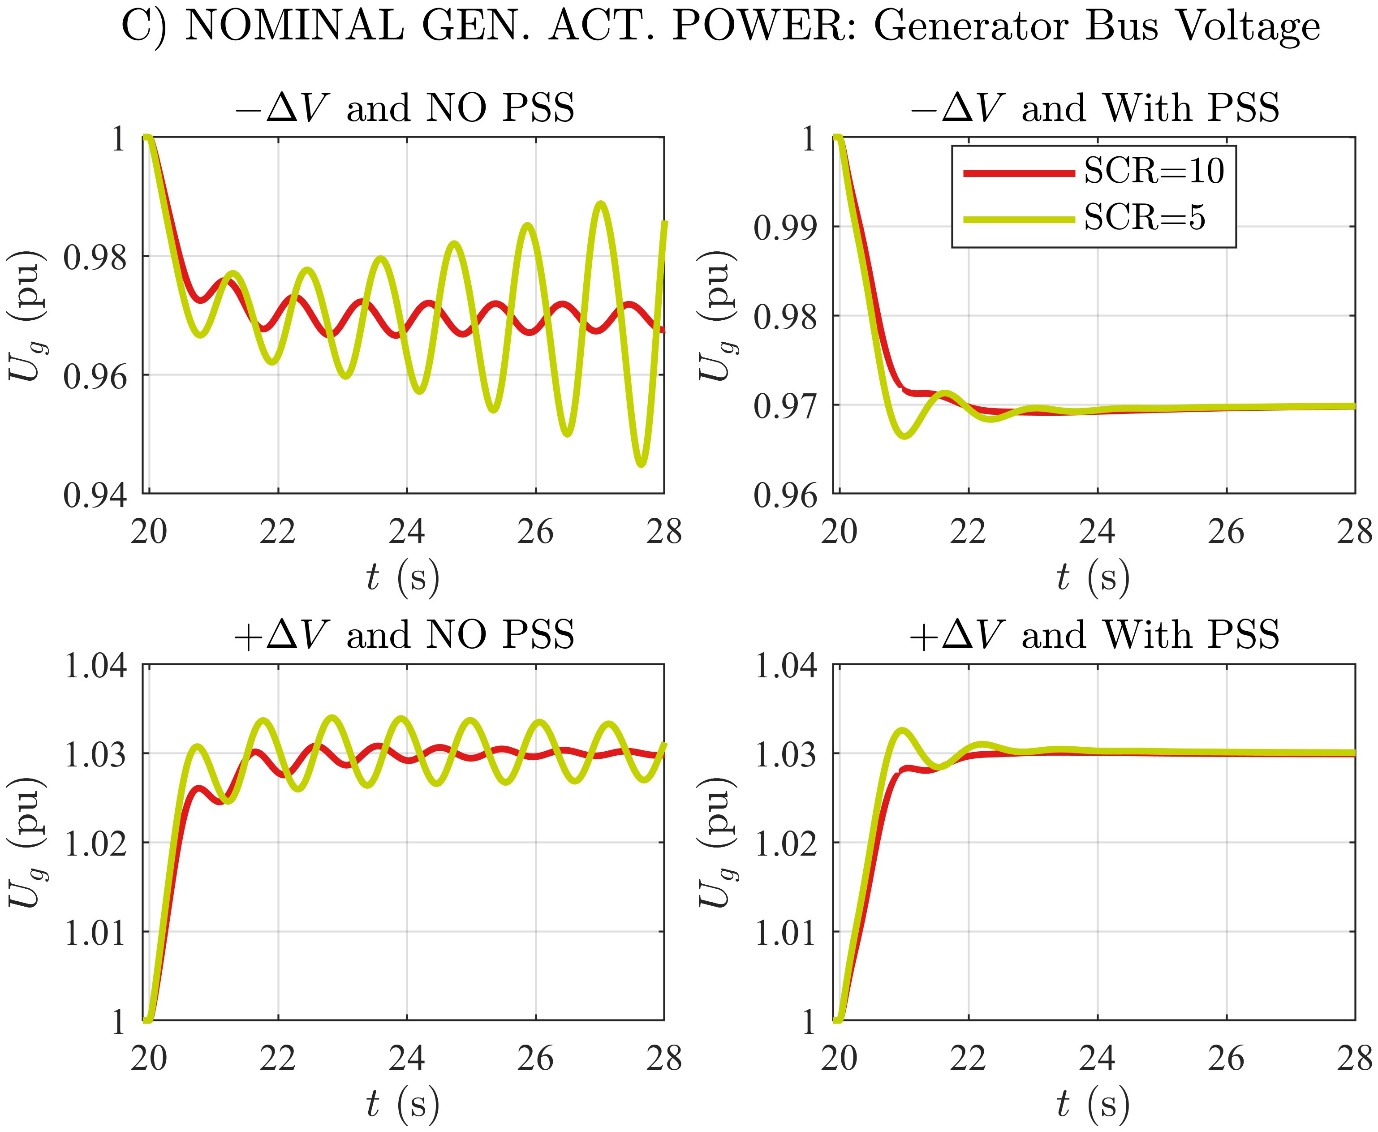 C) NOMINAL GEN. ACT. POWER: Generator Bus Voltage
−ΔV and NO PSS
1
0.98
0.96
0.94
U_g (pu)
20 22 24 26 28
t (s)
−ΔV and With PSS
SCR=10
SCR=5
1
0.99
0.98
0.97
0.96
U_g (pu)
20 22 24 26 28
t (s)
+ΔV and NO PSS
1.04
1.03
1.02
1.01
1
U_g (pu)
20 22 24 26 28
t (s)
+ΔV and With PSS
1.04
1.03
1.02
1.01
1
U_g (pu)
20 22 24 26 28
t (s)